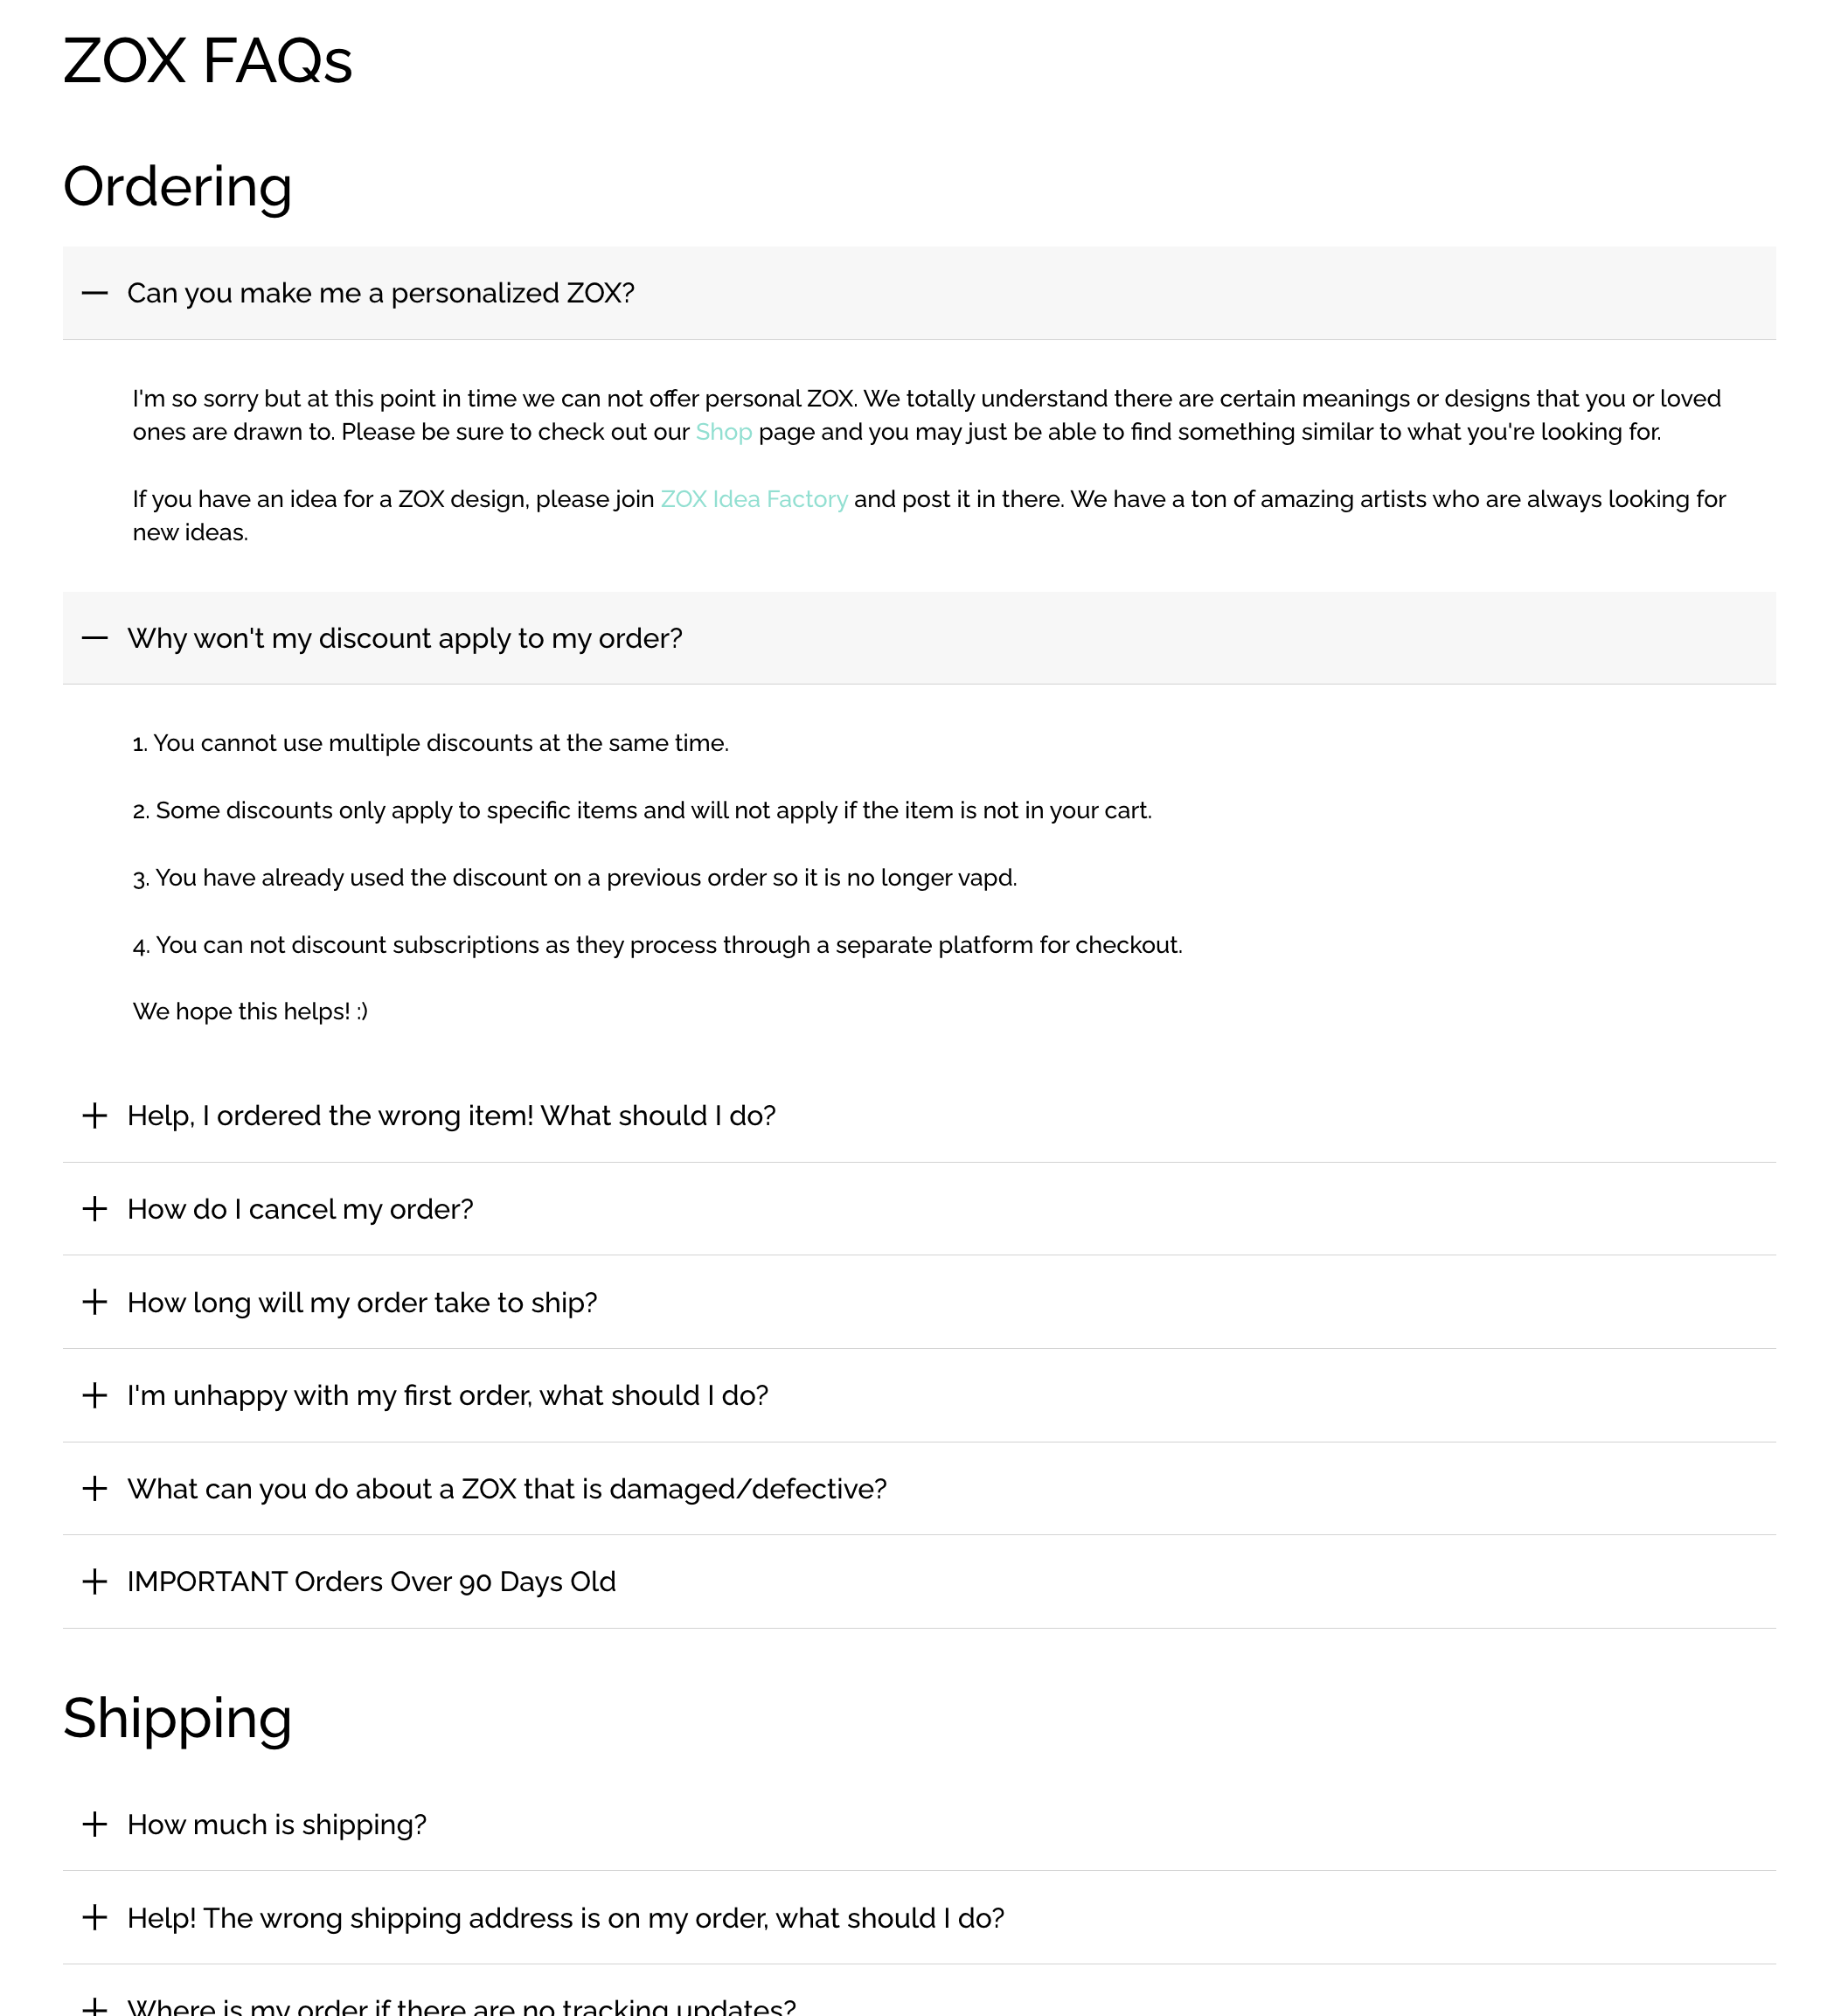 ZOX FAQs
Ordering
Can you make me a personalized ZOX?
I'm so sorry but at this point in time we can not offer personal ZOX. We totally understand there are certain meanings or designs that you or loved
ones are drawn to. Please be sure to check out our Shop page and you may just be able to find something similar to what you're looking for.
If you have an idea for a ZOX design, please join ZOX Idea Factory and post it in there. We have a ton of amazing artists who are always looking for
new ideas.
Why won't my discount apply to my order?
1. You cannot use multiple discounts at the same time.
2. Some discounts only apply to specific items and will not apply if the item is not in your cart.
3. You have already used the discount on a previous order so it is no longer vapd.
4. You can not discount subscriptions as they process through a separate platform for checkout.
We hope this helps! :)
Help, I ordered the wrong item! What should I do?
How do I cancel my order?
How long will my order take to ship?
I'm unhappy with my first order, what should I do?
What can you do about a ZOX that is damaged/defective?
IMPORTANT Orders Over 90 Days Old
Shipping
How much is shipping?
Help! The wrong shipping address is on my order, what should I do?
Where is my order if there are no tracking updates?